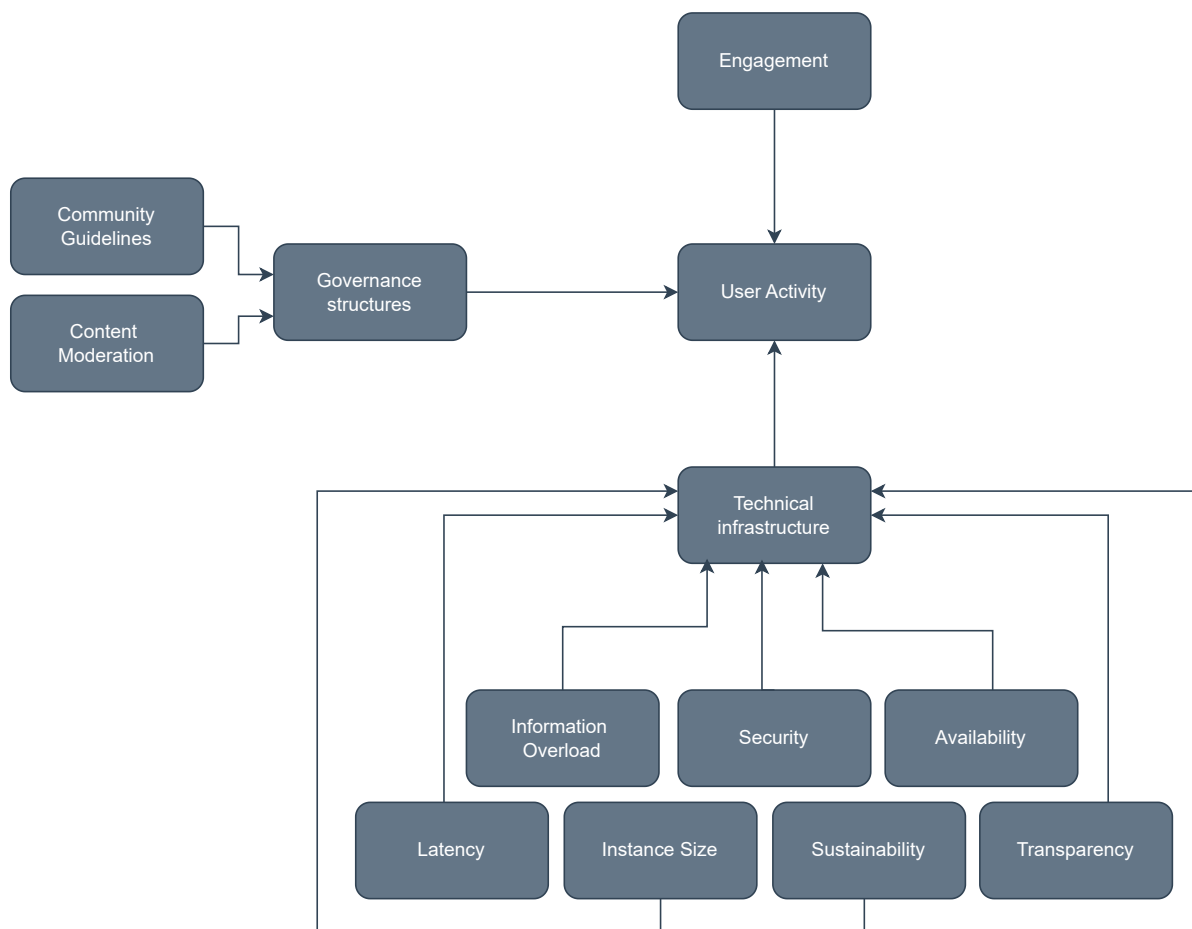 Engagement
Community
Guidelines
Governance
structures
User Activity
Content
Moderation
Technical
infrastructure
Information
Overload
Security
Availability
Latency
Instance Size
Sustainability
Transparency